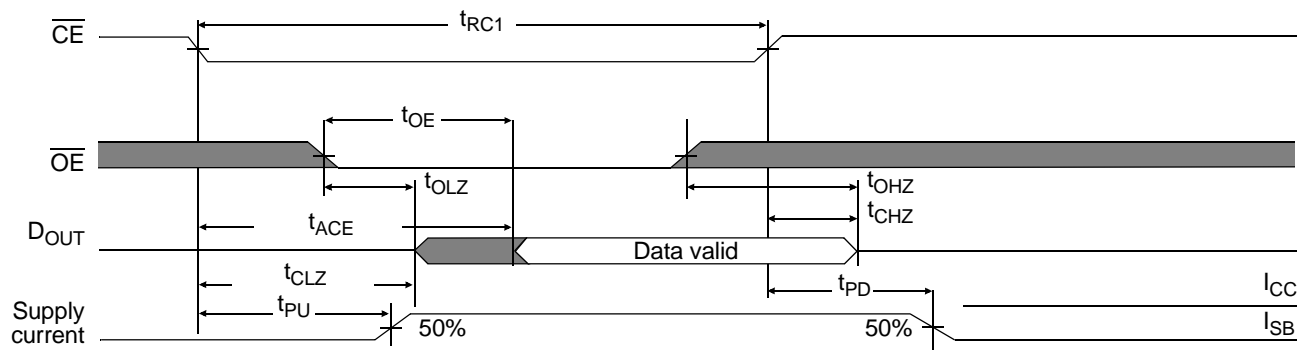 tRC1
CE
tOE
OE
tOLZ
tOHZ
tACE
tCHZ
DOUT
Data valid
tCLZ
tPD
ICC
tPU
Supply
current
50%
50%
ISB